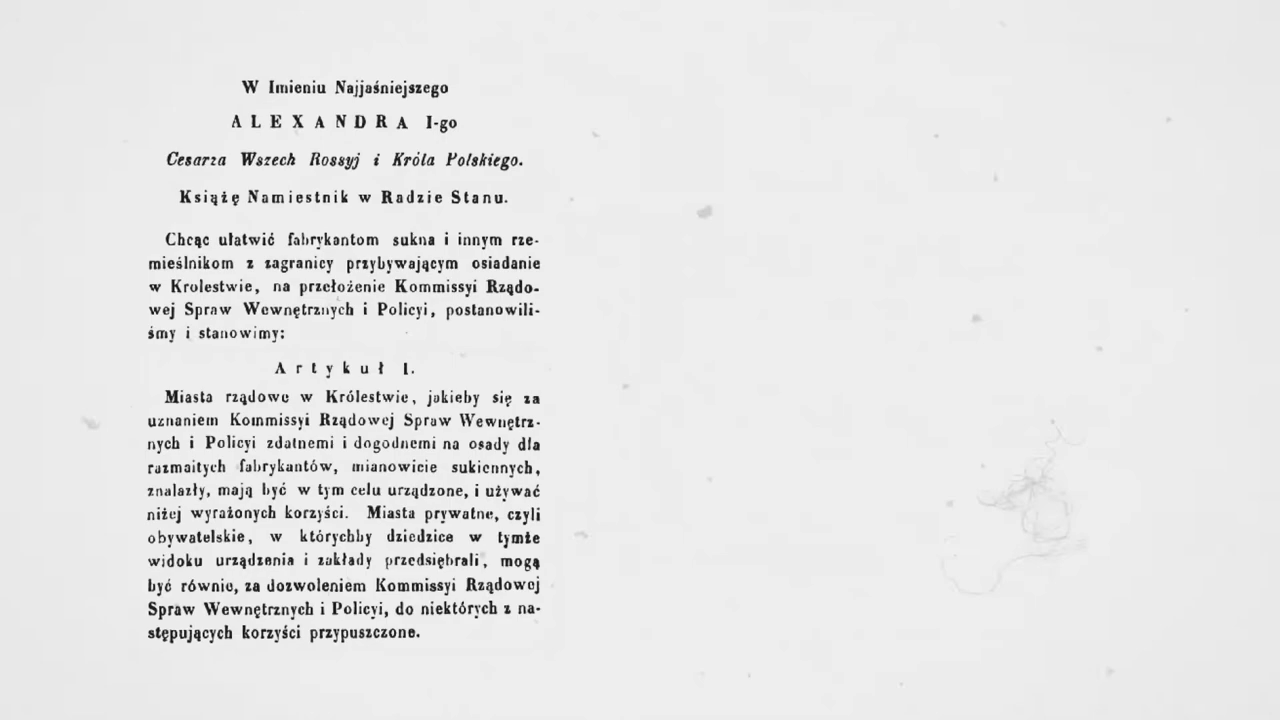 W Imieniu Najjaśniejszego
ALEXANDRA I-go
Cesarza Wszech Rossyj i Króla Polskiego.
Książę Namiestnik w Radzie Stanu.
Chcąc ułatwić fabrykantom sukna i innym rze-
mieślnikom z zagranicy przybywającym osiadanie
w Krolestwie, na przełożenie Kommissyi Rządo-
wej Spraw Wewnętrznych i Policyi, postanowili-
śmy i stanowimy:
Artykuł I.
Miasta rządowe w Królestwie, jakieby się za
uznaniem Kommissyi Rządowej Spraw Wewnętrz-
nych i Policyi zdatnemi i dogodnemi na osady dla
razmaitych fabrykantów, mianowicie sukiennych,
znalazły, mają być w tym celu urządzone, i używać
niżej wyrażonych korzyści. Miasta prywatne, czyli
obywatelskie, w którychby dziedzice w tymże
widoku urządzenia i zakłady przedsiębrali, mogą
być równie, za dozwoleniem Kommissyi Rządowej
Spraw Wewnętrznych i Policyi, do niektórych z na-
stępujących korzyści przypuszczone.